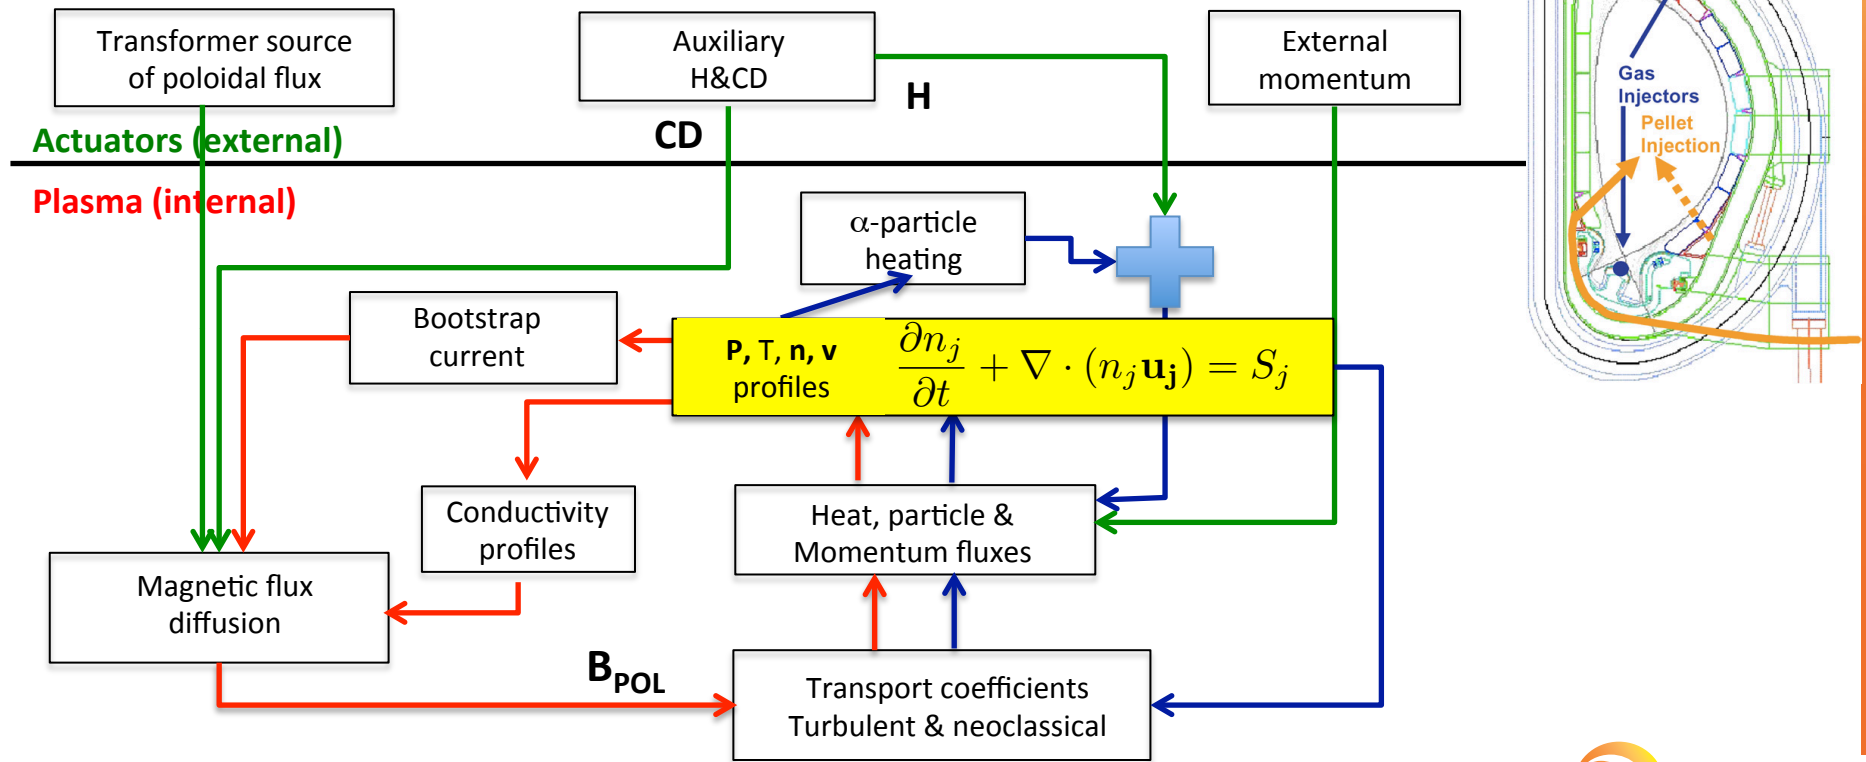 Transformer source
of poloidal flux
Auxiliary
H&CD
External
momentum
H
CD
Actuators (external)
Plasma (internal)
α-particle
heating
Bootstrap
current
P, T, n, v
profiles
∂n_j/∂t + ∇ · (n_j u_j) = S_j
Conductivity
profiles
Heat, particle &
Momentum fluxes
Magnetic flux
diffusion
B_POL
Transport coefficients
Turbulent & neoclassical
Gas
Injectors
Pellet
Injection